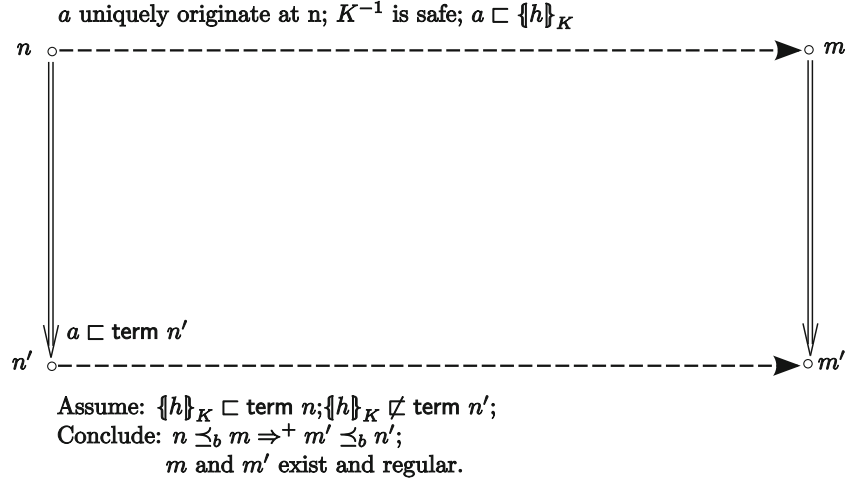 a uniquely originate at n; K⁻¹ is safe; a ⊏ {|h|}_K
n m
a ⊏ term n′
n′ m′
Assume: {|h|}_K ⊏ term n;{|h|}_K ⊏̸ term n′;
Conclude: n ⪯_b m ⇒⁺ m′ ⪯_b n′;
m and m′ exist and regular.